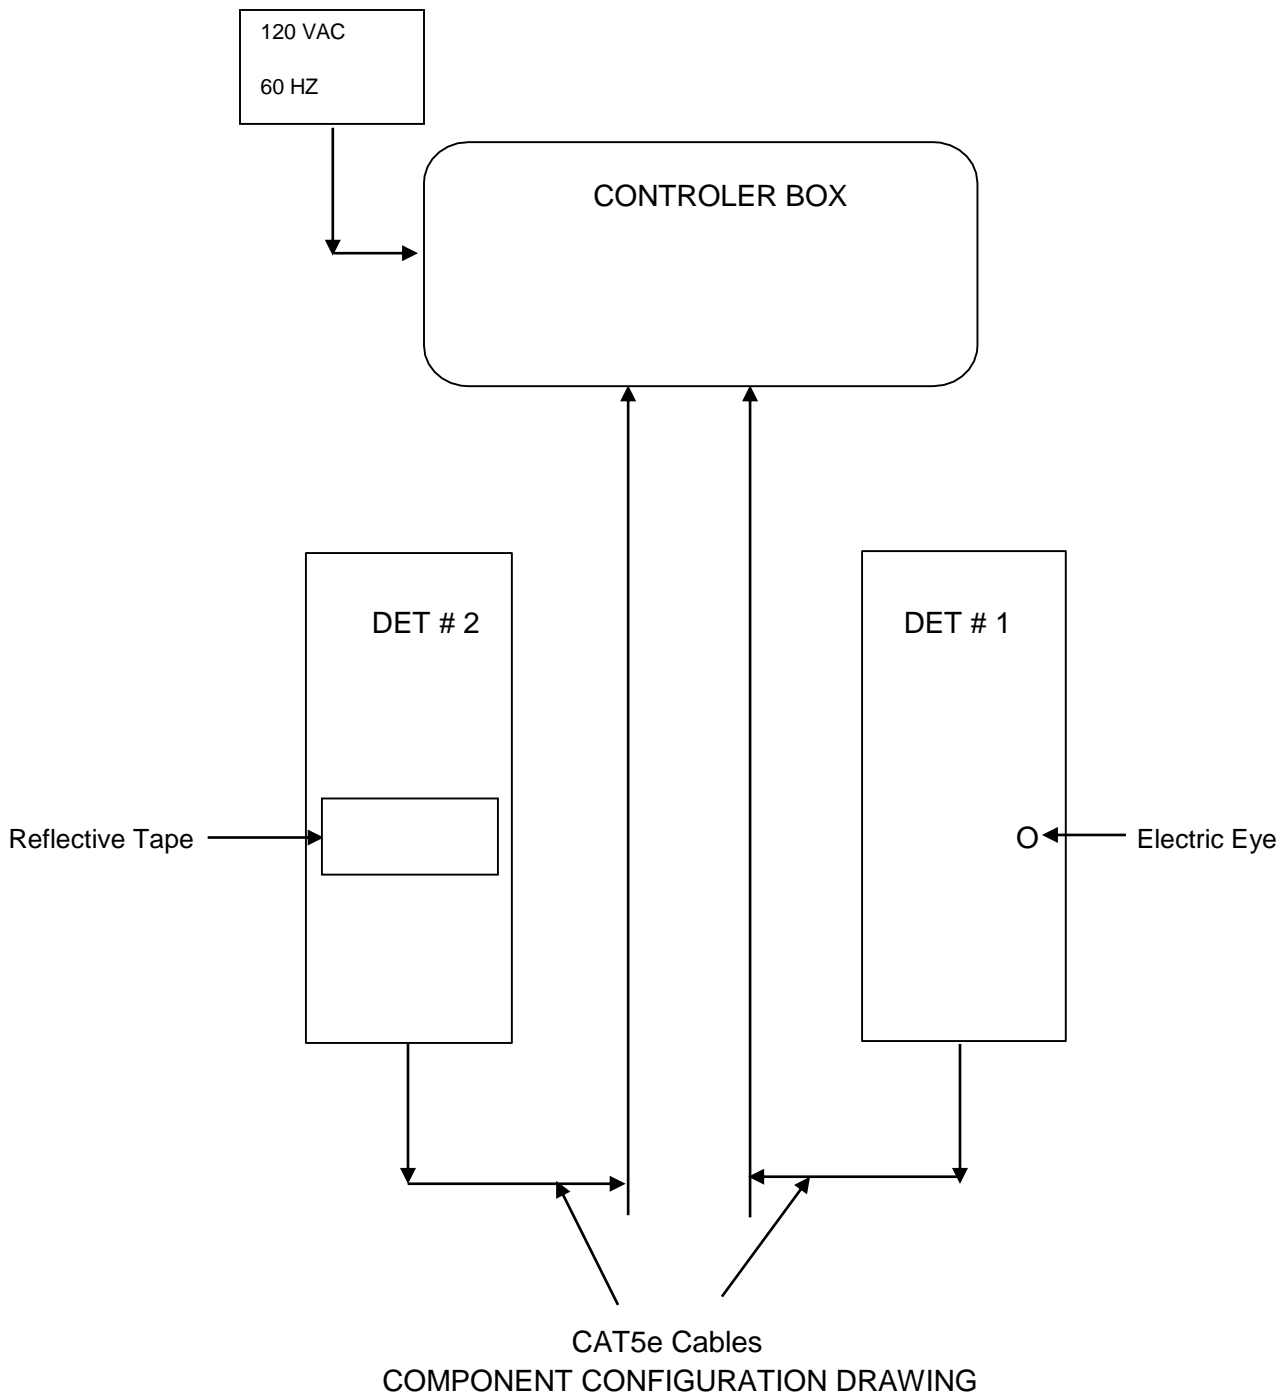 120 VAC
60 HZ
CONTROLER BOX
DET # 2
DET # 1
Reflective Tape
O
Electric Eye
CAT5e Cables
COMPONENT CONFIGURATION DRAWING